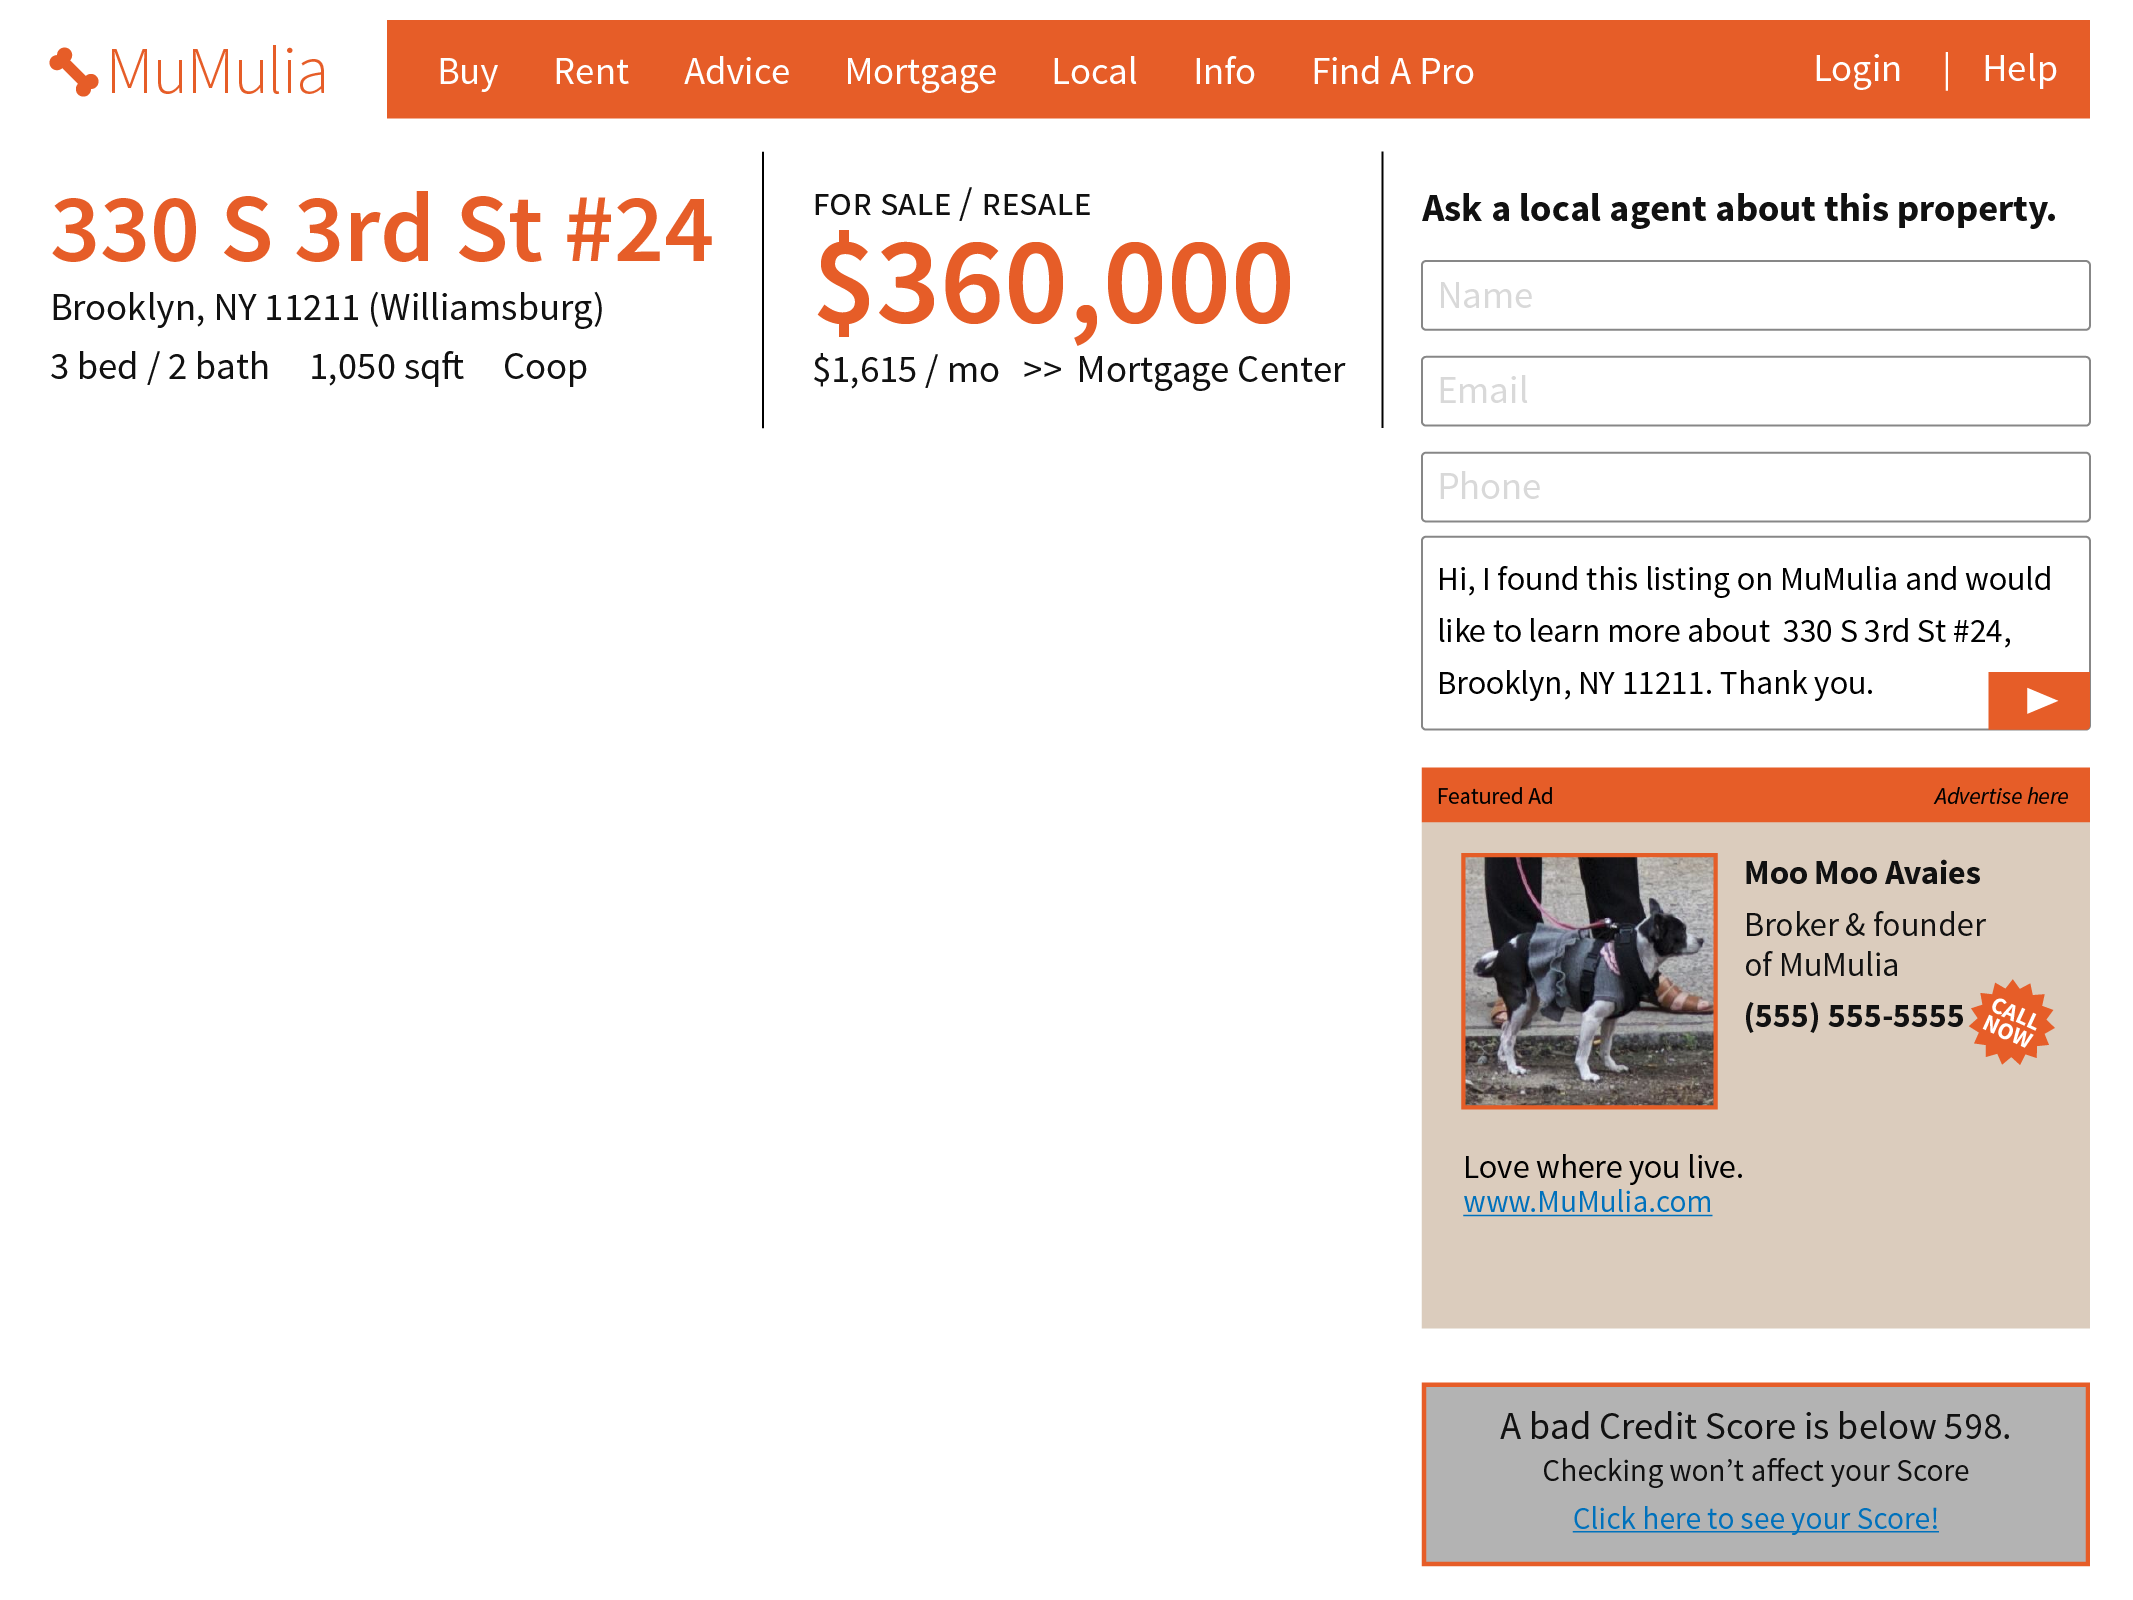 MuMulia
Buy Rent Advice Mortgage Local Info Find A Pro Login | Help
330 S 3rd St #24
Brooklyn, NY 11211 (Williamsburg)
3 bed / 2 bath 1,050 sqft Coop
FOR SALE / RESALE
$360,000
$1,615 / mo >> Mortgage Center
Ask a local agent about this property.
Name
Email
Phone
Hi, I found this listing on MuMulia and would
like to learn more about 330 S 3rd St #24,
Brooklyn, NY 11211. Thank you.
Featured Ad Advertise here
Moo Moo Avaies
Broker & founder
of MuMulia
(555) 555-5555
CALL
NOW
Love where you live.
www.MuMulia.com
A bad Credit Score is below 598.
Checking won’t affect your Score
Click here to see your Score!